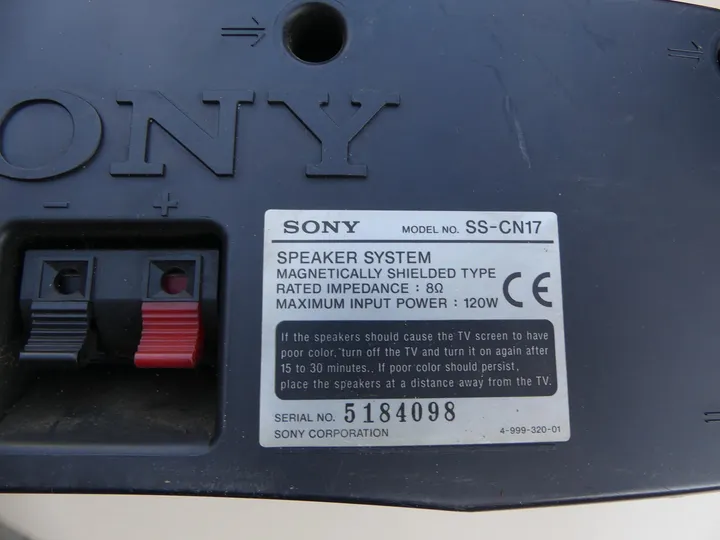 ONY
− +
SONY MODEL NO. SS-CN17
SPEAKER SYSTEM
MAGNETICALLY SHIELDED TYPE
RATED IMPEDANCE : 8Ω
MAXIMUM INPUT POWER : 120W
CE
If the speakers should cause the TV screen to have
poor color, turn off the TV and turn it on again after
15 to 30 minutes.. If poor color should persist,
place the speakers at a distance away from the TV.
SERIAL NO. 5184098
SONY CORPORATION 4-999-320-01